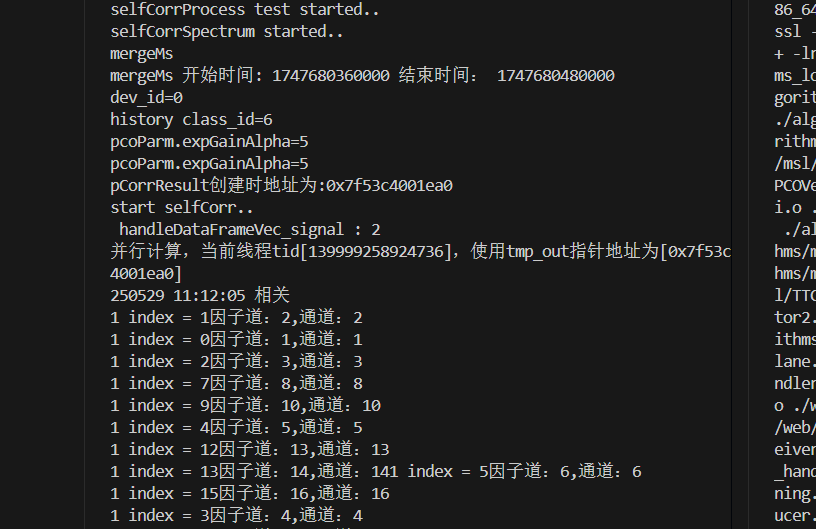 selfCorrProcess test started..
selfCorrSpectrum started..
mergeMs
mergeMs 开始时间: 1747680360000 结束时间： 1747680480000
dev_id=0
history class_id=6
pcoParm.expGainAlpha=5
pcoParm.expGainAlpha=5
pCorrResult创建时地址为:0x7f53c4001ea0
start selfCorr..
 handleDataFrameVec_signal : 2
并行计算，当前线程tid[139999258924736]，使用tmp_out指针地址为[0x7f53c
4001ea0]
250529 11:12:05 相关
1 index = 1因子道：2,通道：2
1 index = 0因子道：1,通道：1
1 index = 2因子道：3,通道：3
1 index = 7因子道：8,通道：8
1 index = 9因子道：10,通道：10
1 index = 4因子道：5,通道：5
1 index = 12因子道：13,通道：13
1 index = 13因子道：14,通道：141 index = 5因子道：6,通道：6
1 index = 15因子道：16,通道：16
1 index = 3因子道：4,通道：4
86_64
ssl -
+ -lr
ms_lo
gorit
./alg
rithm
/msl/
PCOVe
i.o .
./al
hms/m
hms/m
l/TTC
tor2.
ithms
lane.
ndler
o ./w
/web/
eiver
_hand
ning.
ucer.